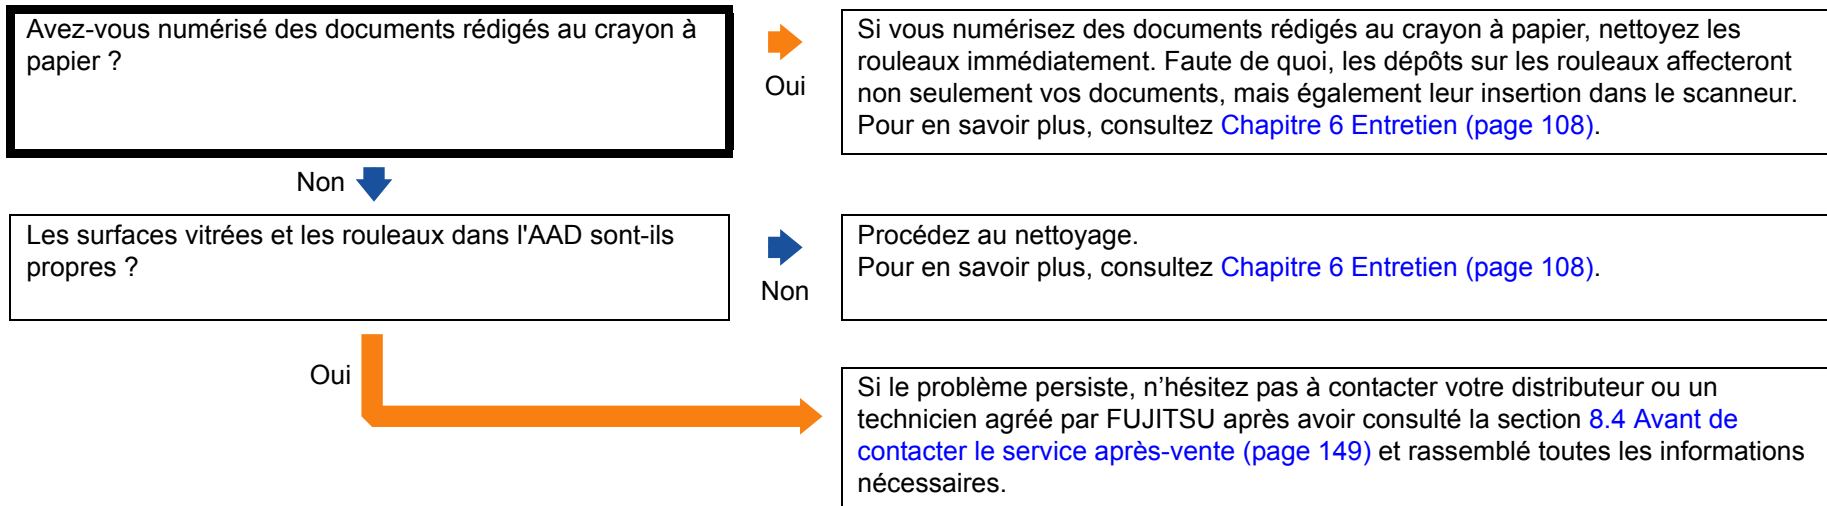 Avez-vous numérisé des documents rédigés au crayon à
papier ?
Oui
Si vous numérisez des documents rédigés au crayon à papier, nettoyez les
rouleaux immédiatement. Faute de quoi, les dépôts sur les rouleaux affecteront
non seulement vos documents, mais également leur insertion dans le scanneur.
Pour en savoir plus, consultez Chapitre 6 Entretien (page 108).
Non
Les surfaces vitrées et les rouleaux dans l'AAD sont-ils
propres ?
Non
Procédez au nettoyage.
Pour en savoir plus, consultez Chapitre 6 Entretien (page 108).
Oui
Si le problème persiste, n’hésitez pas à contacter votre distributeur ou un
technicien agréé par FUJITSU après avoir consulté la section 8.4 Avant de
contacter le service après-vente (page 149) et rassemblé toutes les informations
nécessaires.